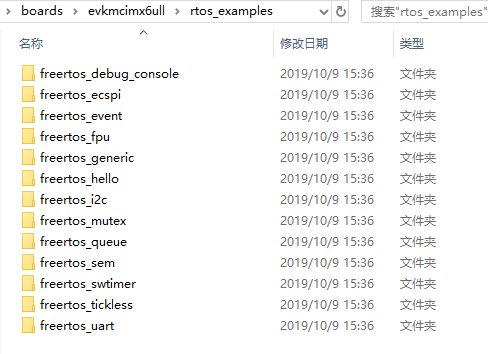 boards evkmcimx6ull rtos_examples 搜索"rtos_examples"
名称 修改日期 类型
freertos_debug_console 2019/10/9 15:36 文件夹
freertos_ecspi 2019/10/9 15:36 文件夹
freertos_event 2019/10/9 15:36 文件夹
freertos_fpu 2019/10/9 15:36 文件夹
freertos_generic 2019/10/9 15:36 文件夹
freertos_hello 2019/10/9 15:36 文件夹
freertos_i2c 2019/10/9 15:36 文件夹
freertos_mutex 2019/10/9 15:36 文件夹
freertos_queue 2019/10/9 15:36 文件夹
freertos_sem 2019/10/9 15:36 文件夹
freertos_swtimer 2019/10/9 15:36 文件夹
freertos_tickless 2019/10/9 15:36 文件夹
freertos_uart 2019/10/9 15:36 文件夹